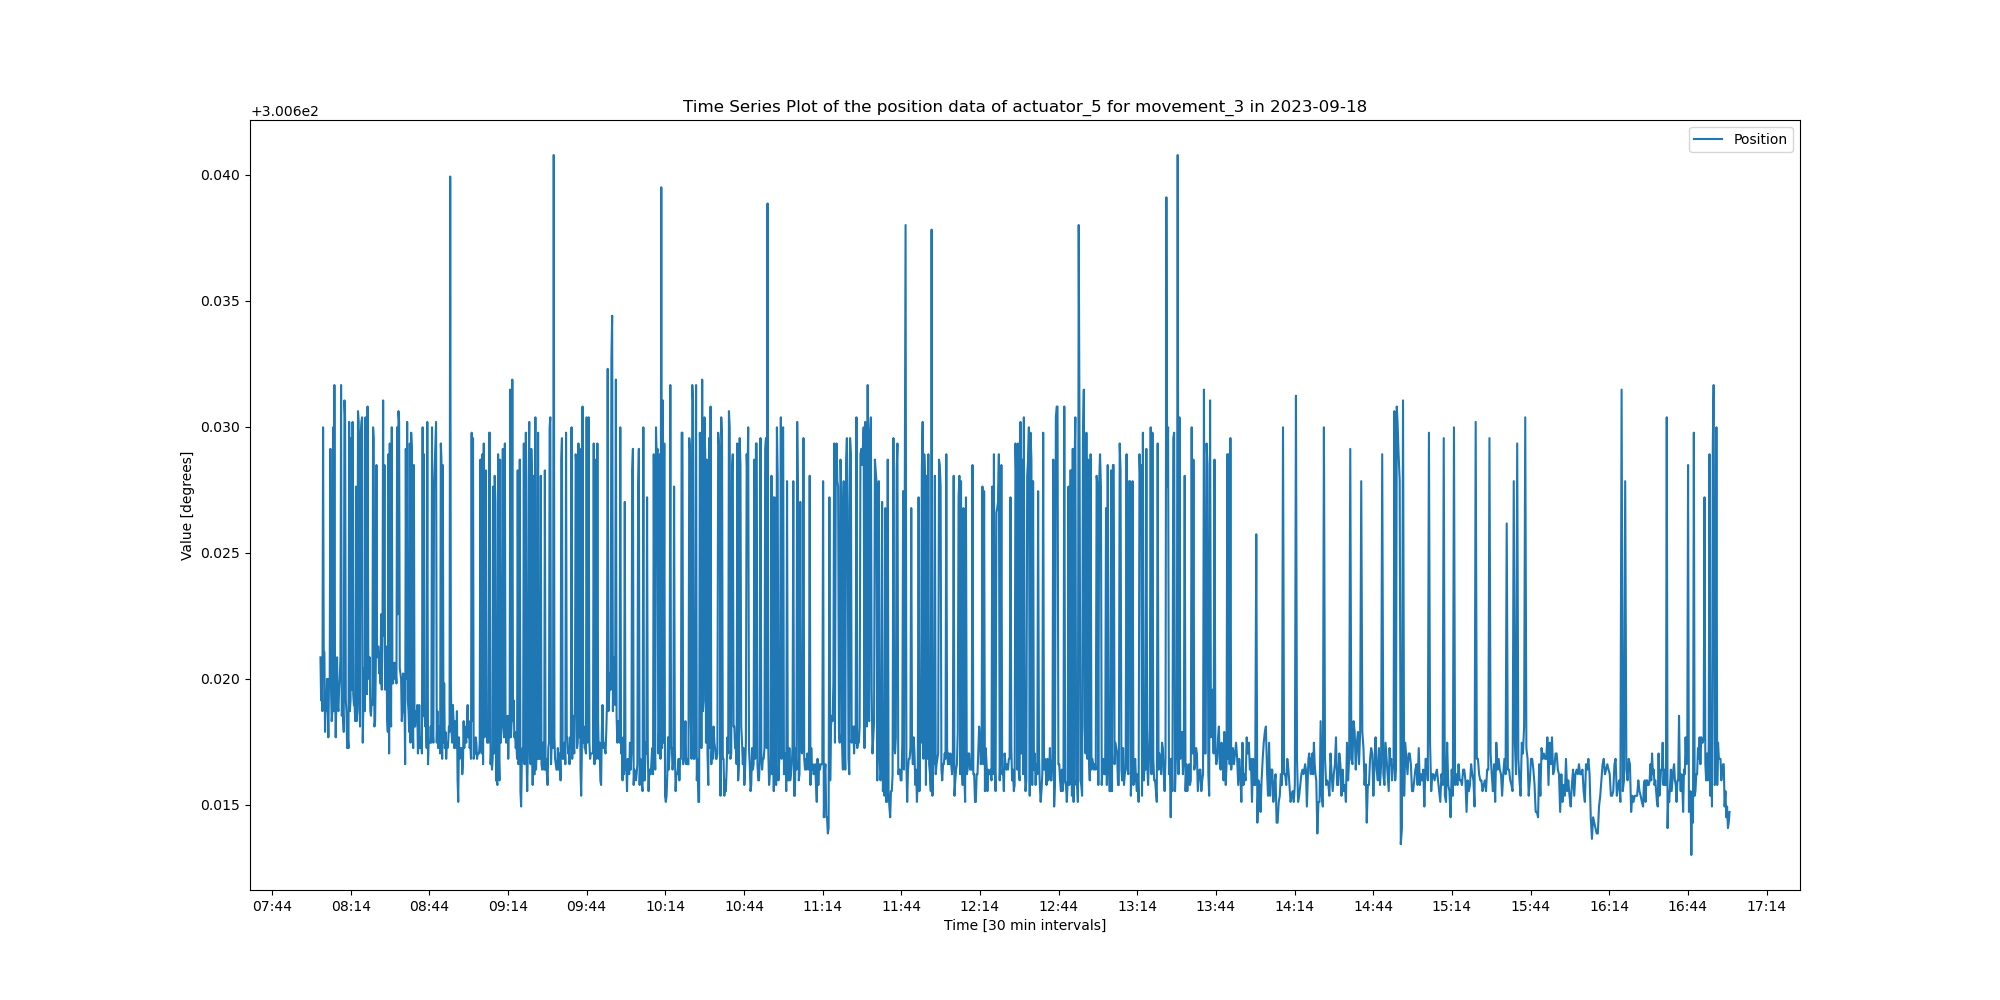 Time Series Plot of the position data of actuator_5 for movement_3 in 2023-09-18
+3.006e2
Position
0.040
0.035
0.030
0.025
0.020
0.015
Value [degrees]
07:44 08:14 08:44 09:14 09:44 10:14 10:44 11:14 11:44 12:14 12:44 13:14 13:44 14:14 14:44 15:14 15:44 16:14 16:44 17:14
Time [30 min intervals]